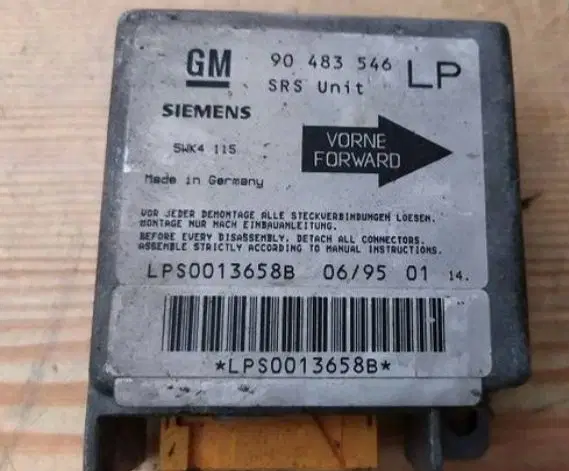 GM 90 483 546 LP
SRS Unit
SIEMENS
5WK4 115
VORNE
FORWARD
Made in Germany
VOR JEDER DEMONTAGE ALLE STECKVERBINDUNGEN LOESEN.
MONTAGE NUR NACH EINBAUANLEITUNG.
BEFORE EVERY DISASSEMBLY. DETACH ALL CONNECTORS.
ASSEMBLE STRICTLY ACCORDING TO MANUAL INSTRUCTIONS.
LPS0013658B 06/95 01 14.
*LPS0013658B*